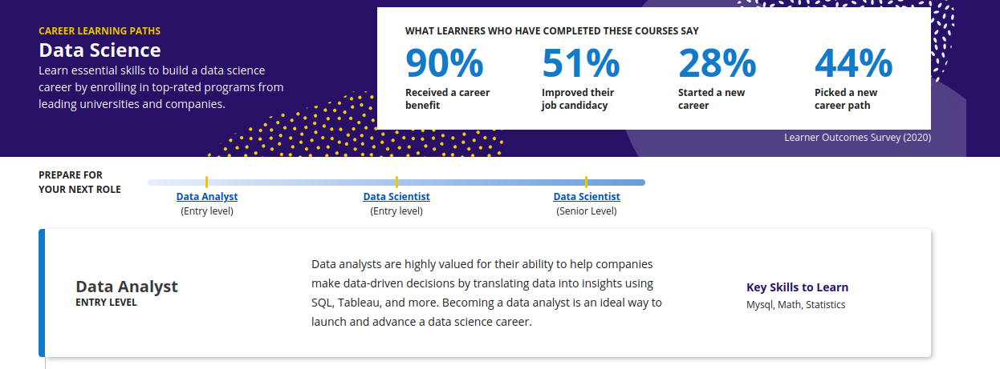 CAREER LEARNING PATHS
Data Science
Learn essential skills to build a data science
career by enrolling in top-rated programs from
leading universities and companies.
WHAT LEARNERS WHO HAVE COMPLETED THESE COURSES SAY
90% 51% 28% 44%
Received a career benefit
Improved their job candidacy
Started a new career
Picked a new career path
Learner Outcomes Survey (2020)
PREPARE FOR
YOUR NEXT ROLE
Data Analyst Data Scientist Data Scientist
(Entry level) (Entry level) (Senior Level)
Data Analyst
ENTRY LEVEL
Data analysts are highly valued for their ability to help companies
make data-driven decisions by translating data into insights using
SQL, Tableau, and more. Becoming a data analyst is an ideal way to
launch and advance a data science career.
Key Skills to Learn
Mysql, Math, Statistics